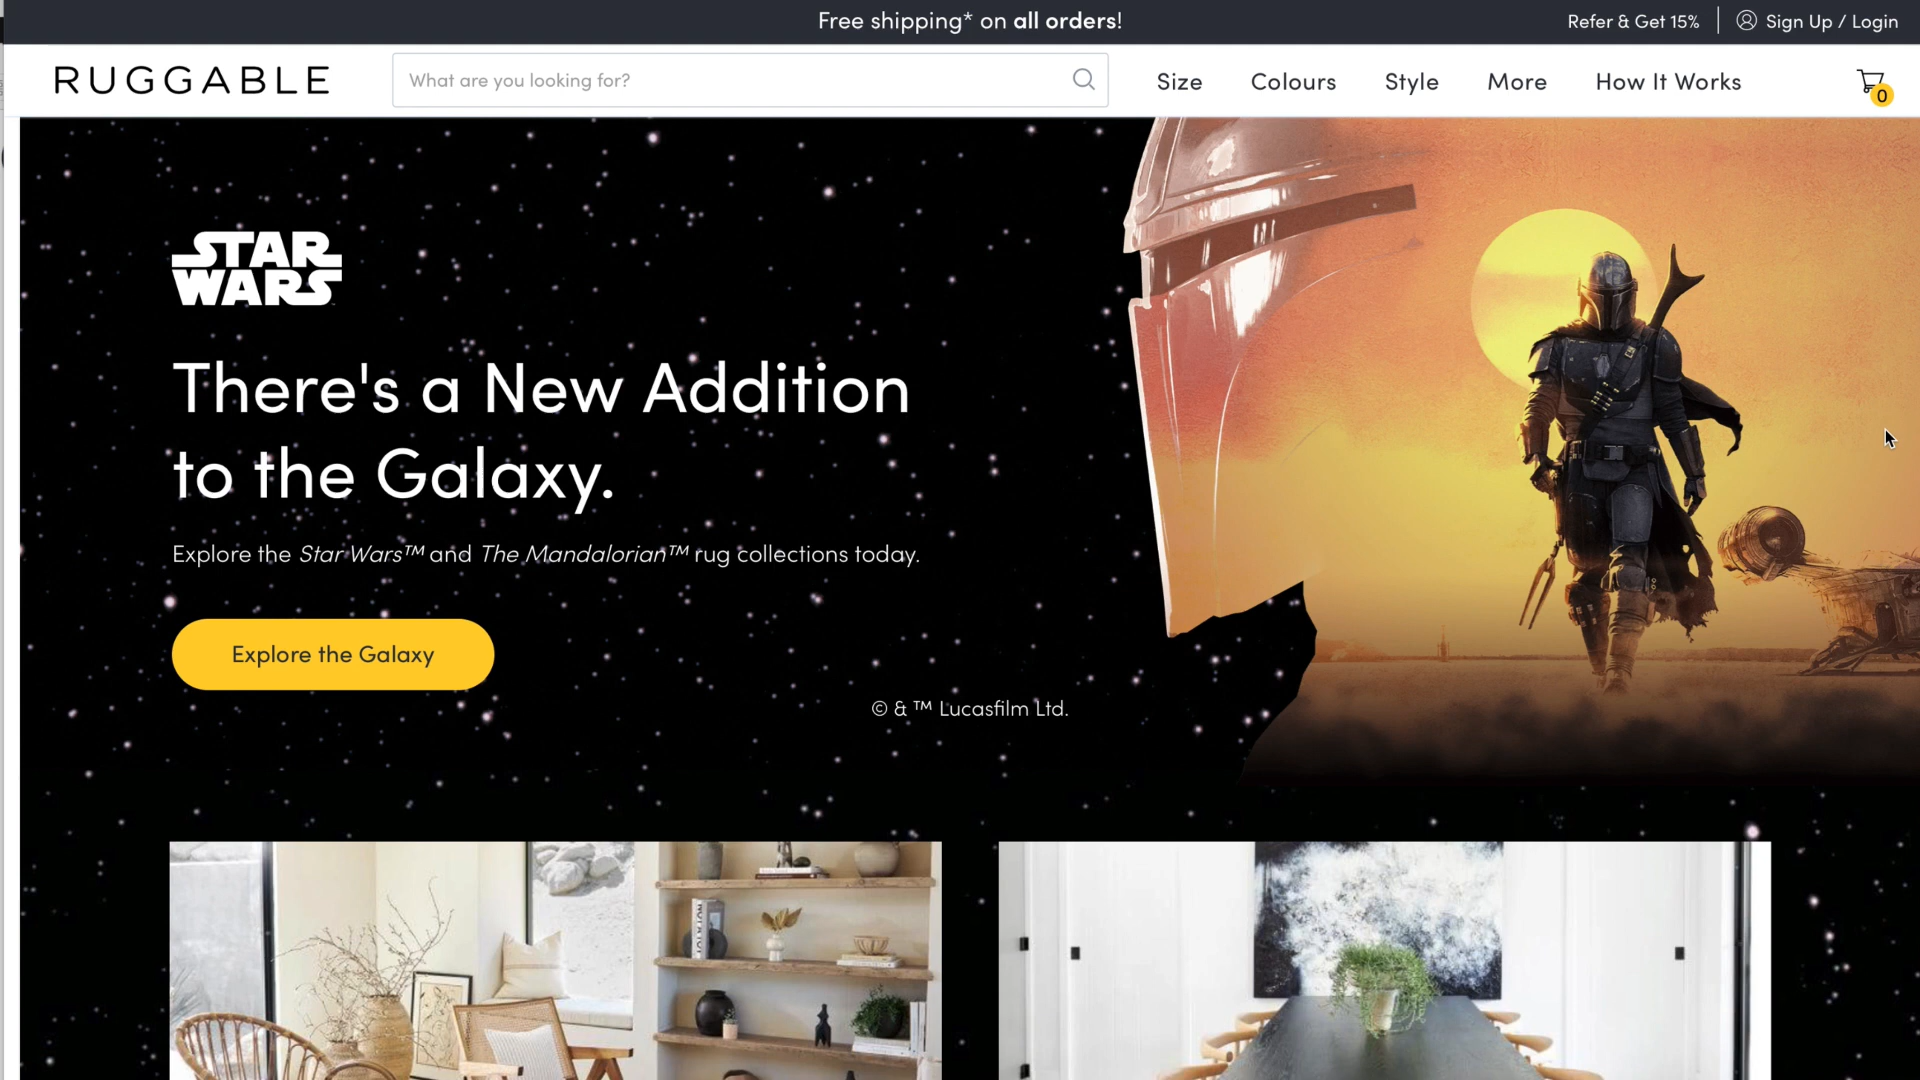 Free shipping* on all orders!
Refer & Get 15%
Sign Up / Login
RUGGABLE
What are you looking for?
Size
Colours
Style
More
How It Works
0
STAR
WARS
There's a New Addition
to the Galaxy.
Explore the Star Wars™ and The Mandalorian™ rug collections today.
Explore the Galaxy
© & ™ Lucasfilm Ltd.